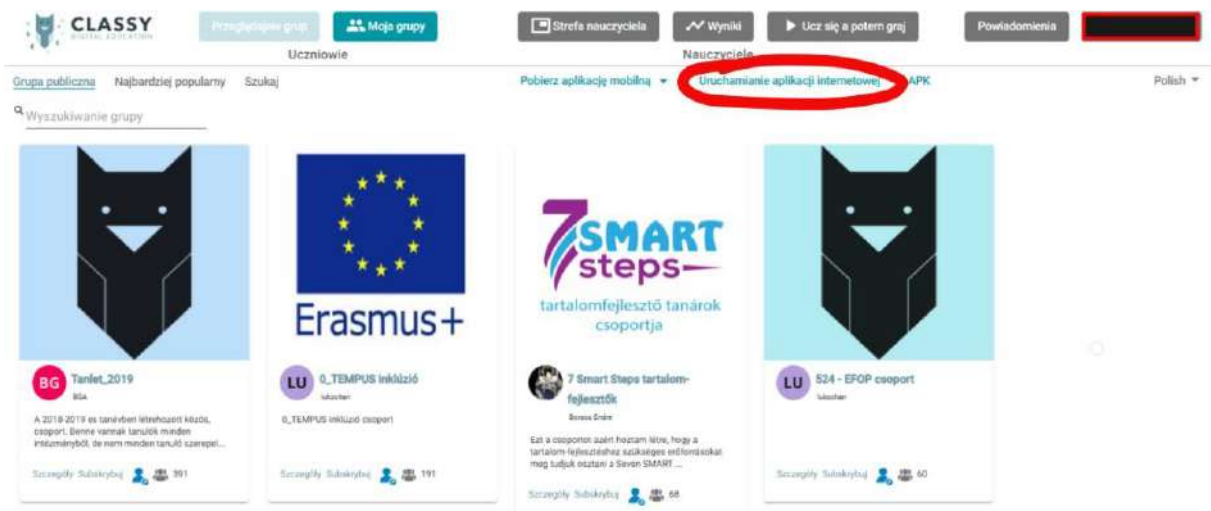 CLASSY
DIGITAL EDUCATION
Przeglądanie grup
Moja grupy
Strefa nauczyciela
Wyniki
Ucz się a potem graj
Powiadomienia
Uczniowie
Nauczyciele
Grupa publiczna
Najbardziej popularny
Szukaj
Pobierz aplikację mobilną
Uruchamianie aplikacji internetowej
APK
Polish
Wyszukiwanie grupy
Erasmus+
7 SMART
steps
tartalomfejlesztő tanárok
csoportja
BG
Tanlet_2019
BGA
A 2018-2019 es tanévben létrehozott közös,
csoport. Benne vannak tanulók minden
intézményből, de nem minden tanuló szerepel...
Szczegóły Subskrybuj 391
LU
0_TEMPUS inklúzió
0_TEMPUS inklúzió csoport
Szczegóły Subskrybuj 191
7 Smart Steps tartalom-
fejlesztők
Ezt a csoportot azért hoztam létre, hogy a
tartalom-fejlesztéshez szükséges erőforrásokat
meg tudjuk osztani a Seven SMART ...
Szczegóły Subskrybuj 68
LU
524 - EFOP csoport
Szczegóły Subskrybuj 60